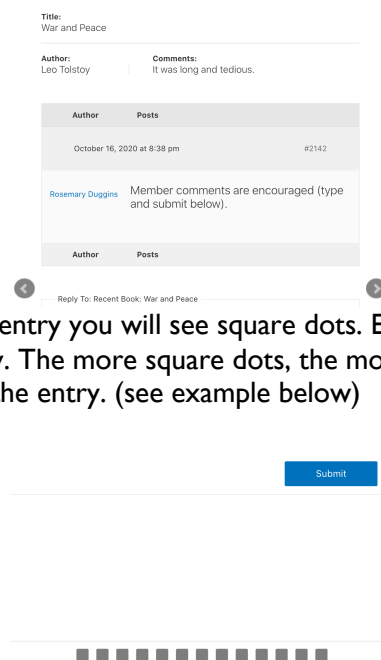 Title:
War and Peace
Author: Comments:
Leo Tolstoy It was long and tedious.
Author Posts
October 16, 2020 at 8:38 pm #2142
Rosemary Duggins Member comments are encouraged (type
and submit below).
Author Posts
Reply To: Recent Book: War and Peace
entry you will see square dots. E
y. The more square dots, the mo
he entry. (see example below)
Submit